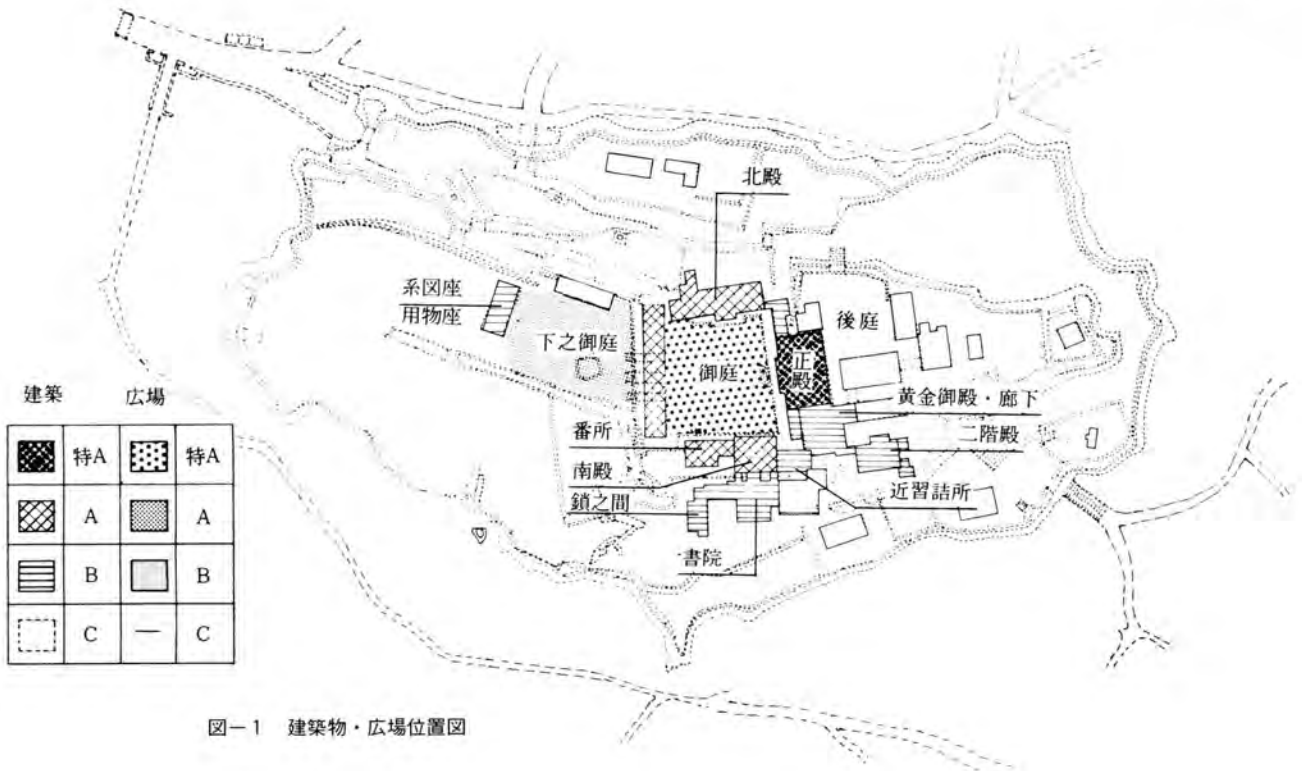 北殿
系図座
用物座
下之御庭
御庭
正殿
後庭
黄金御殿・廊下
二階殿
番所
南殿
鎖之間
近習詰所
書院
建築 広場
特A 特A
A A
B B
C — C
図－1 建築物・広場位置図